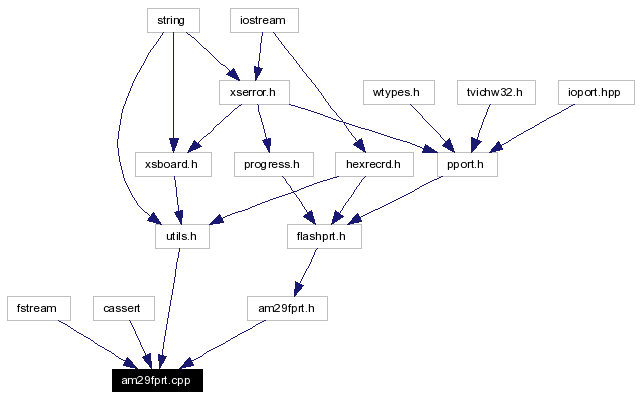 string
iostream
xserror.h
wtypes.h
tvichw32.h
ioport.hpp
xsboard.h
progress.h
hexrecrd.h
pport.h
utils.h
flashprt.h
fstream
cassert
am29fprt.h
am29fprt.cpp